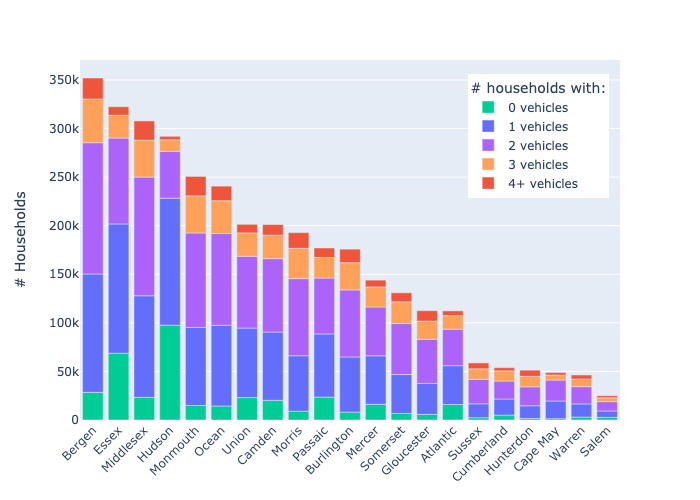 # Households
350k
300k
250k
200k
150k
100k
50k
0
# households with:
0 vehicles
1 vehicles
2 vehicles
3 vehicles
4+ vehicles
Bergen
Essex
Middlesex
Hudson
Monmouth
Ocean
Union
Camden
Morris
Passaic
Burlington
Mercer
Somerset
Gloucester
Atlantic
Sussex
Cumberland
Hunterdon
Cape May
Warren
Salem